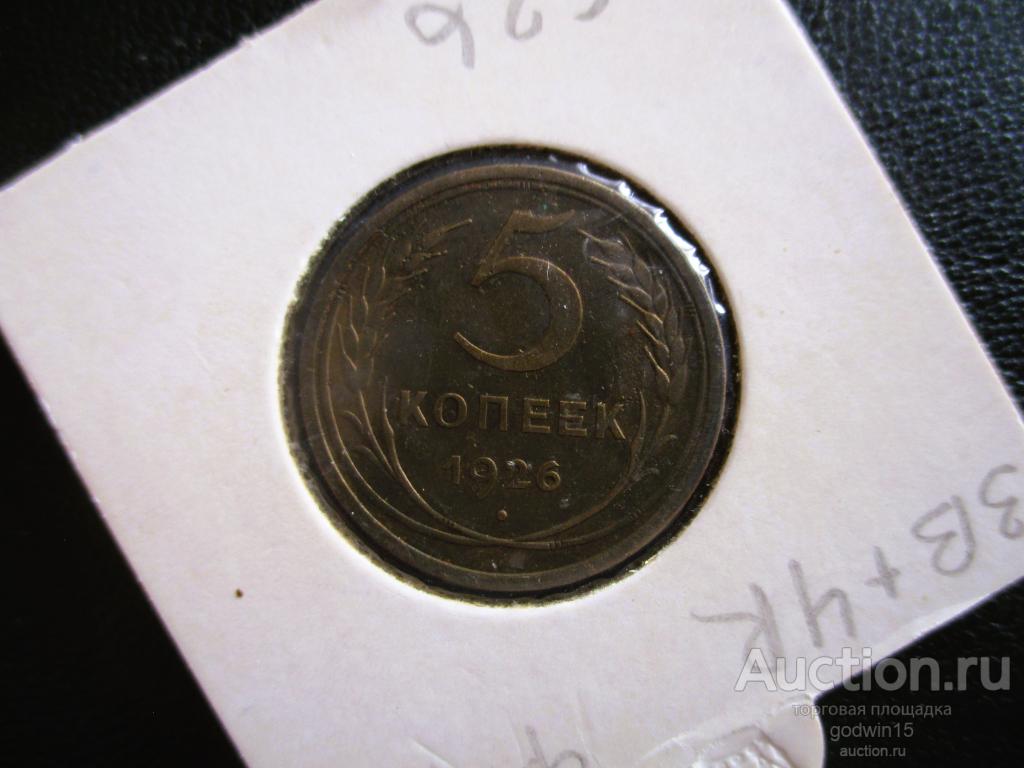 5
КОПЕЕК
1926
3В+4К
Auction.ru
торговая площадка
godwin15
auction.ru